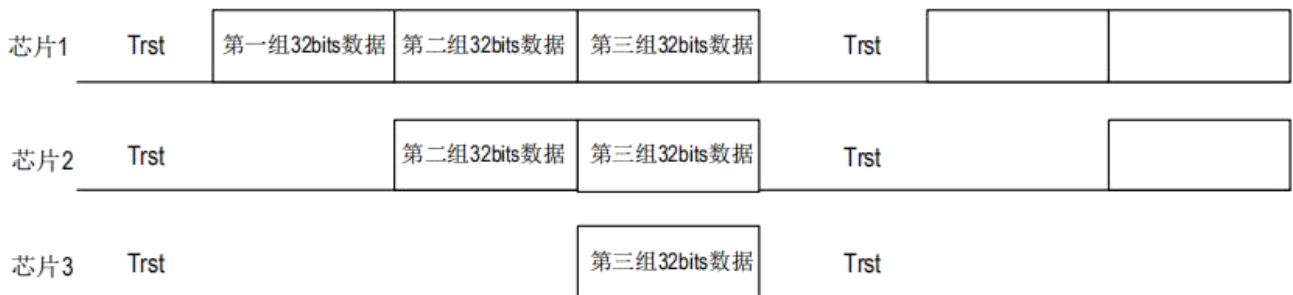 芯片1 Trst 第一组32bits数据 第二组32bits数据 第三组32bits数据 Trst
芯片2 Trst 第二组32bits数据 第三组32bits数据 Trst
芯片3 Trst 第三组32bits数据 Trst